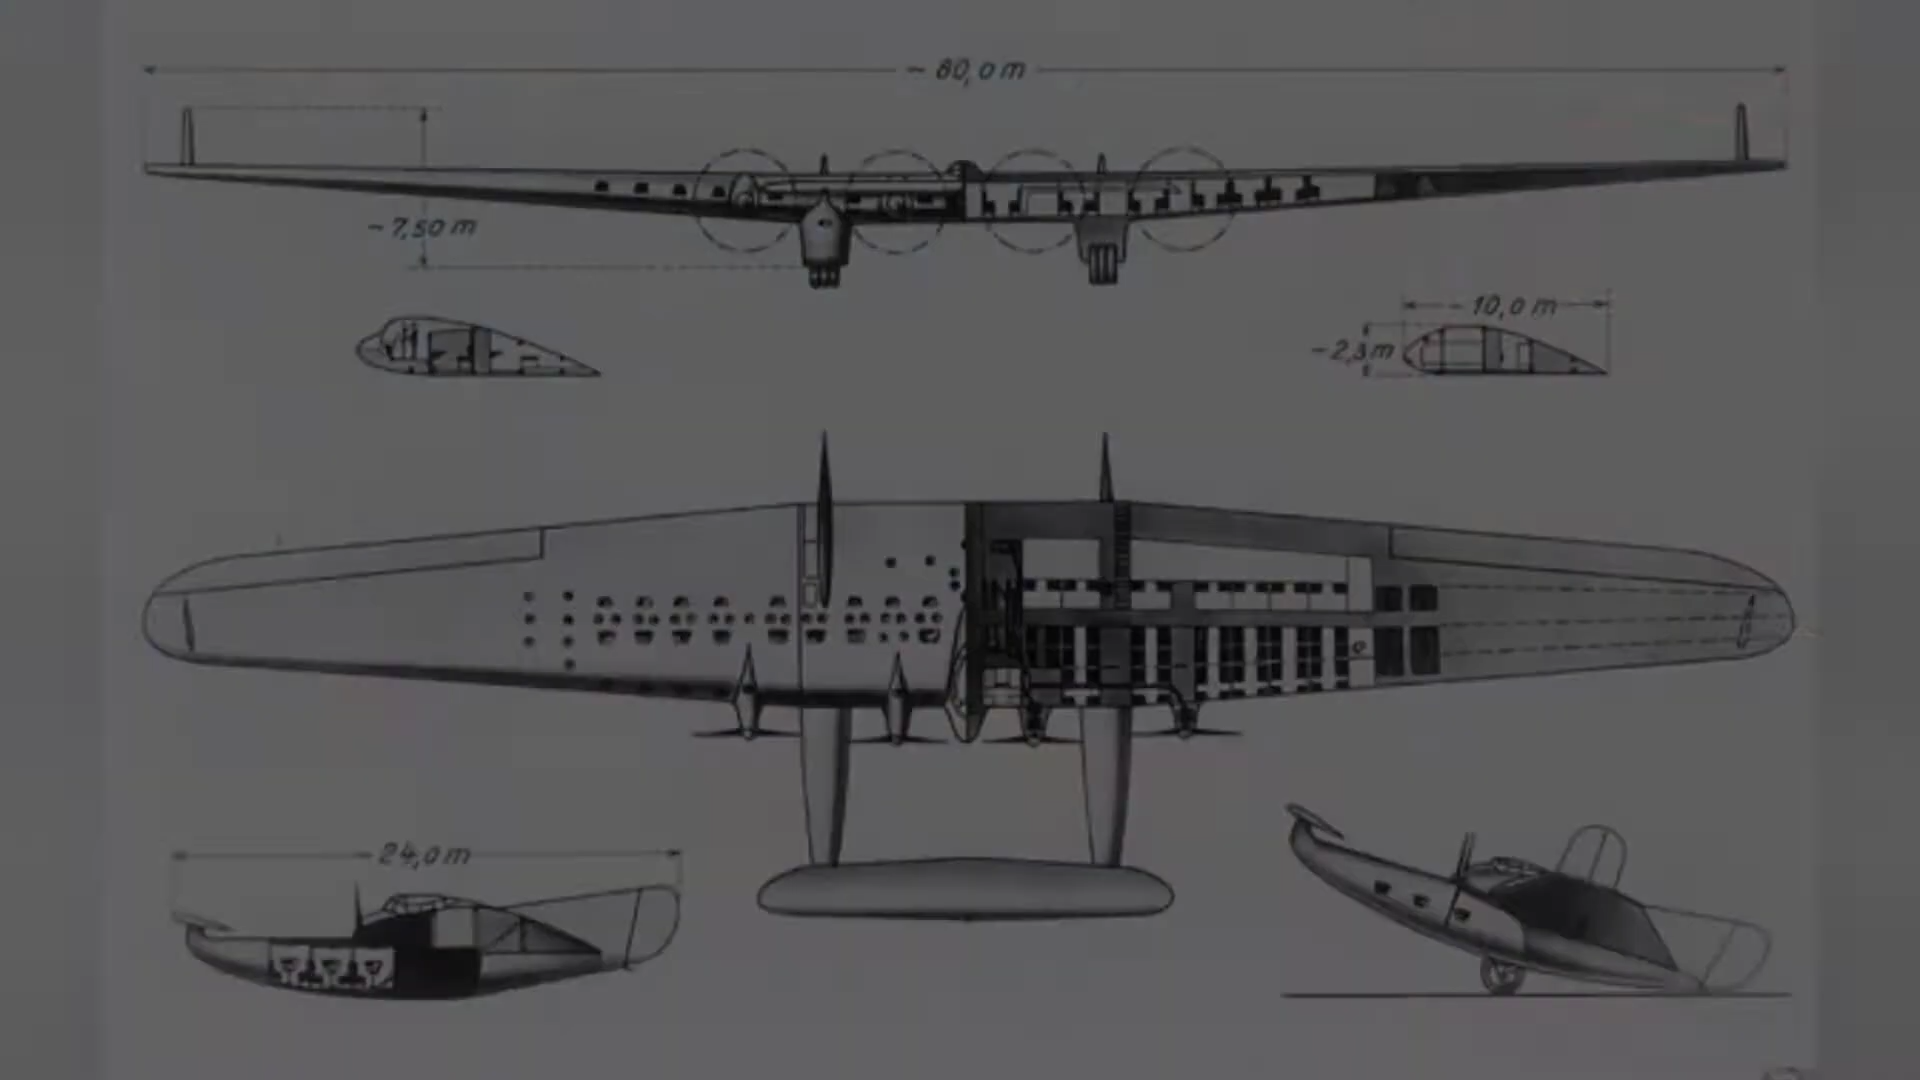 ~ 80,0 m
~ 7,50 m
~ 10,0 m
~ 2,3 m
~ 24,0 m